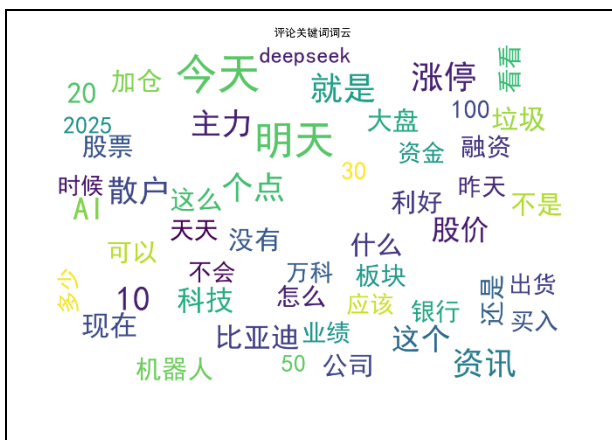 评论关键词词云
deepseek
今天
看看
涨停
就是
加仓
20
100
主力
大盘
垃圾
2025
明天
股票
资金
融资
30
时候
散户
个点
昨天
这么
利好
不是
AI
股价
天天
没有
什么
可以
不会
万科
板块
出货
多少
10
科技
怎么
应该
银行
还是
买入
现在
比亚迪
业绩
这个
机器人
50
公司
资讯